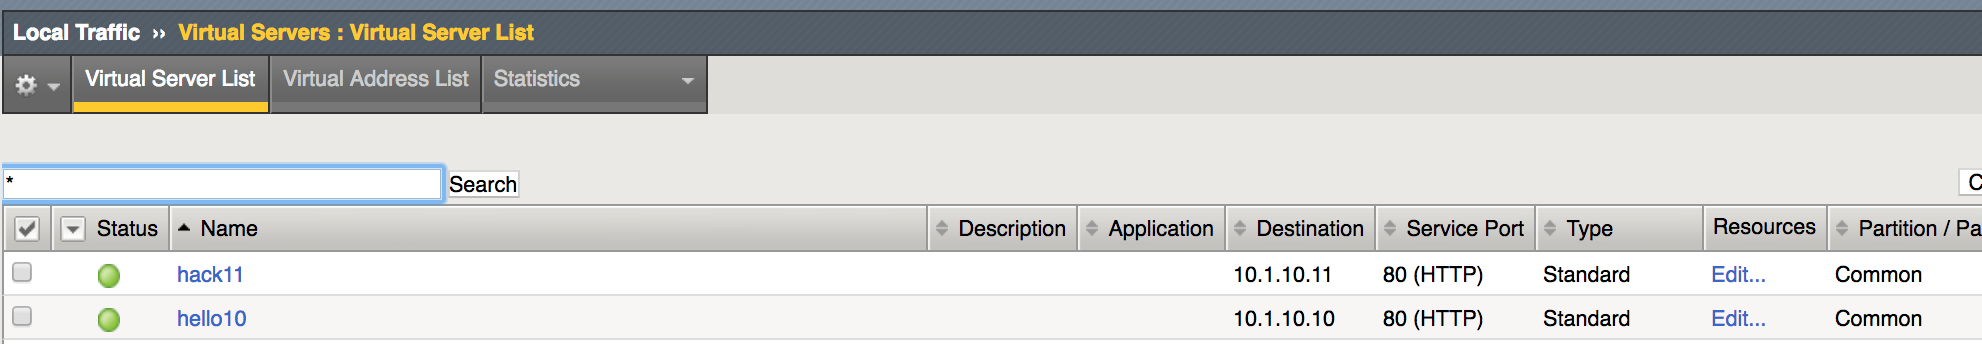 Local Traffic ›› Virtual Servers : Virtual Server List
Virtual Server List Virtual Address List Statistics
* Search C
Status Name Description Application Destination Service Port Type Resources Partition / Pa
hack11 10.1.10.11 80 (HTTP) Standard Edit... Common
hello10 10.1.10.10 80 (HTTP) Standard Edit... Common